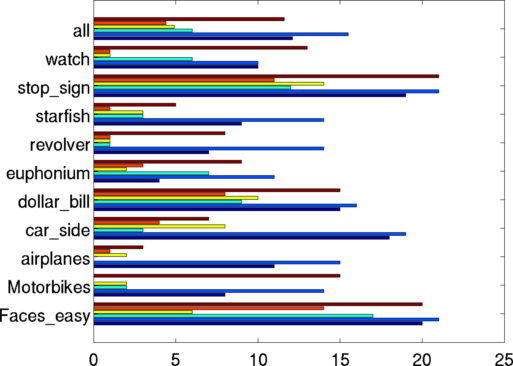 all
watch
stop_sign
starfish
revolver
euphonium
dollar_bill
car_side
airplanes
Motorbikes
Faces_easy
0 5 10 15 20 25